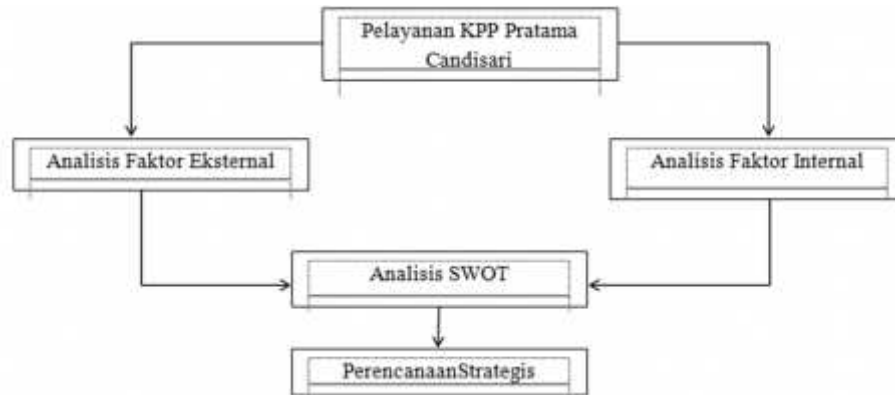 Pelayanan KPP Pratama
Candisari
Analisis Faktor Eksternal
Analisis Faktor Internal
Analisis SWOT
PerencanaanStrategis